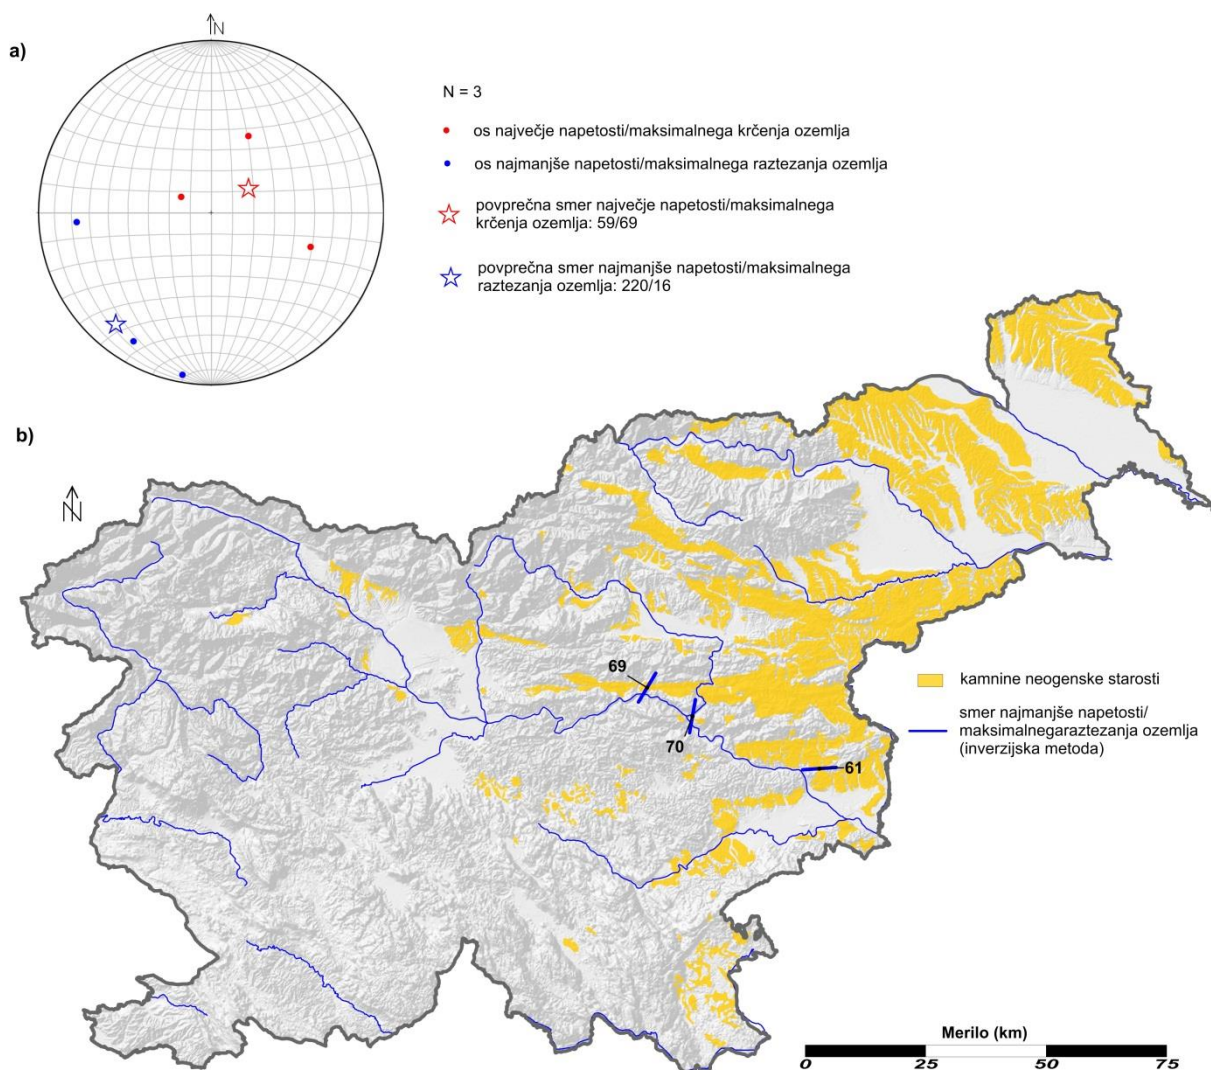 a)
N
N = 3
os največje napetosti/maksimalnega krčenja ozemlja
os najmanjše napetosti/maksimalnega raztezanja ozemlja
povprečna smer največje napetosti/maksimalnega
krčenja ozemlja: 59/69
povprečna smer najmanjše napetosti/maksimalnega
raztezanja ozemlja: 220/16
b)
N
69
70
61
kamnine neogenske starosti
smer najmanjše napetosti/
maksimalnegaraztezanja ozemlja
(inverzijska metoda)
Merilo (km)
0 25 50 75